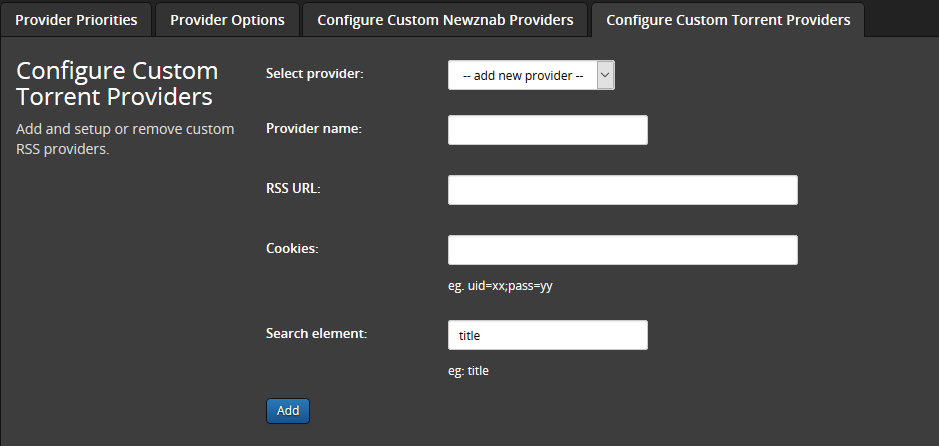 Provider Priorities
Provider Options
Configure Custom Newznab Providers
Configure Custom Torrent Providers
Configure Custom
Torrent Providers
Add and setup or remove custom
RSS providers.
Select provider:
-- add new provider --
Provider name:
RSS URL:
Cookies:
eg. uid=xx;pass=yy
Search element:
title
eg: title
Add